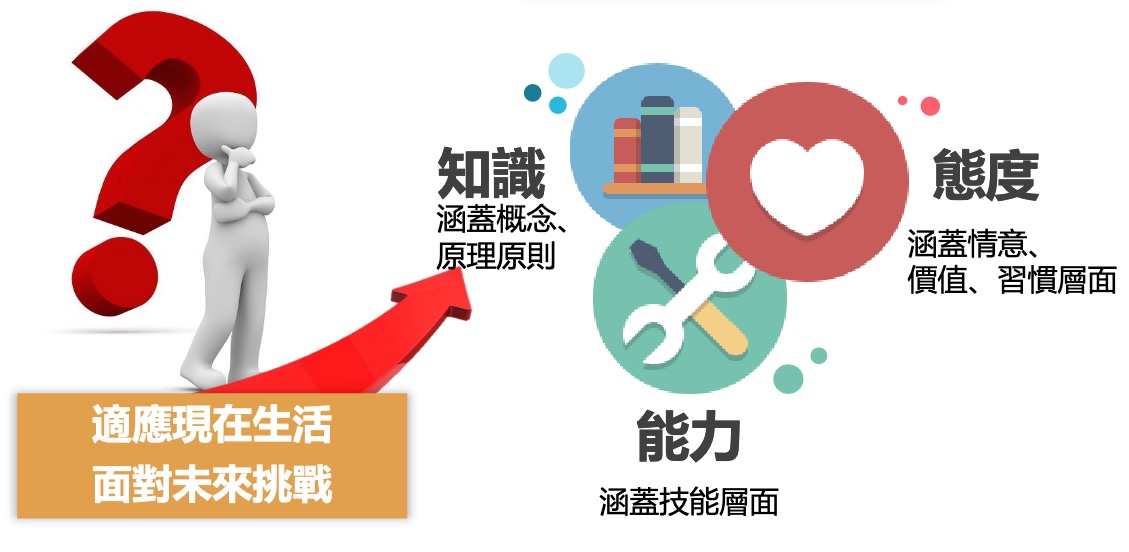 知識
涵蓋概念、
原理原則
態度
涵蓋情意、
價值、習慣層面
適應現在生活
面對未來挑戰
能力
涵蓋技能層面